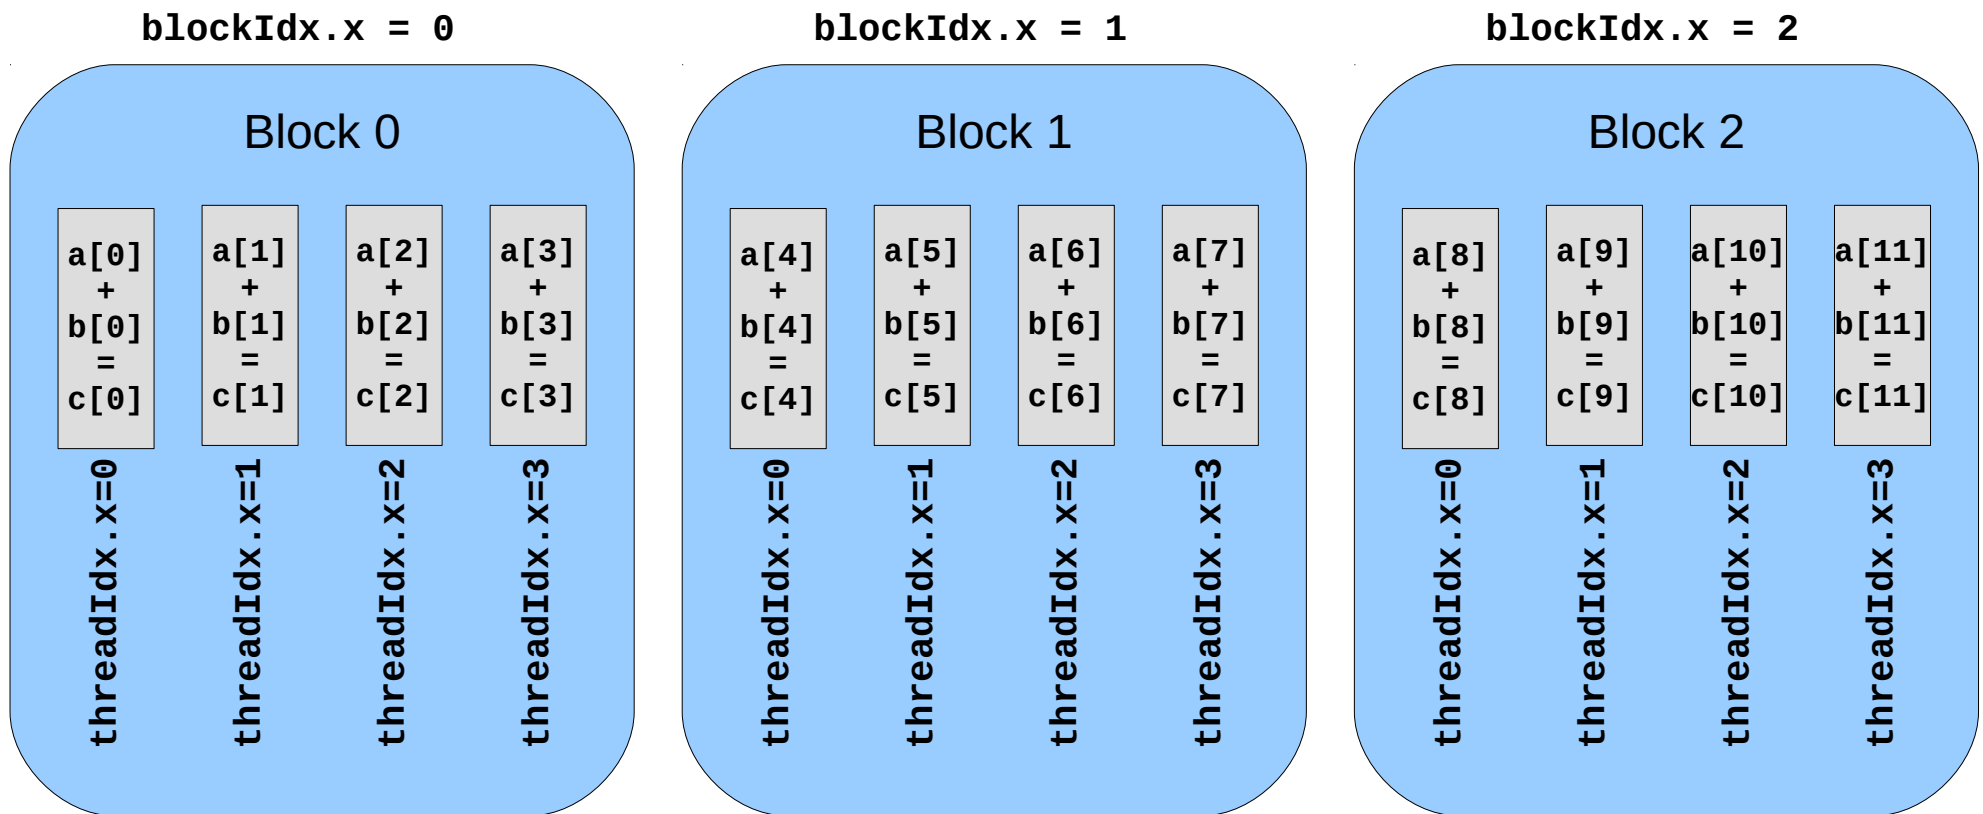 blockIdx.x = 0
Block 0
a[0]
+
b[0]
=
c[0]
a[1]
+
b[1]
=
c[1]
a[2]
+
b[2]
=
c[2]
a[3]
+
b[3]
=
c[3]
threadIdx.x=0
threadIdx.x=1
threadIdx.x=2
threadIdx.x=3
blockIdx.x = 1
Block 1
a[4]
+
b[4]
=
c[4]
a[5]
+
b[5]
=
c[5]
a[6]
+
b[6]
=
c[6]
a[7]
+
b[7]
=
c[7]
threadIdx.x=0
threadIdx.x=1
threadIdx.x=2
threadIdx.x=3
blockIdx.x = 2
Block 2
a[8]
+
b[8]
=
c[8]
a[9]
+
b[9]
=
c[9]
a[10]
+
b[10]
=
c[10]
a[11]
+
b[11]
=
c[11]
threadIdx.x=0
threadIdx.x=1
threadIdx.x=2
threadIdx.x=3